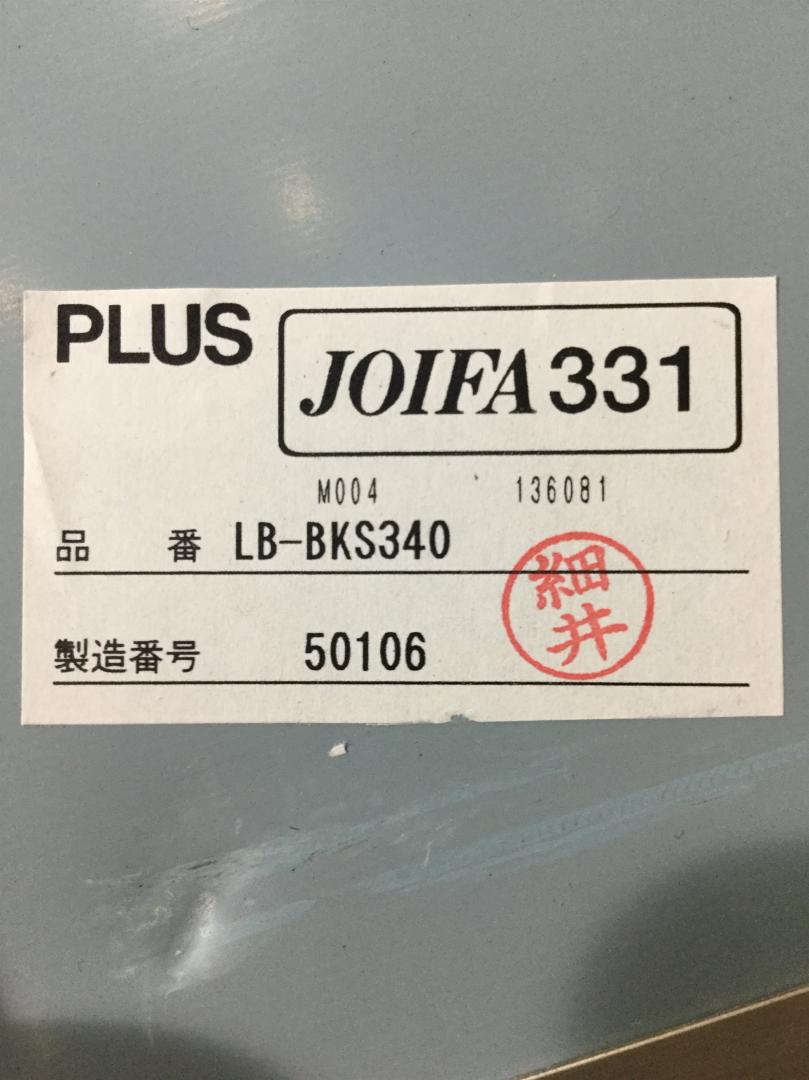 PLUS
JOIFA 331
M004 136081
品 番 LB-BKS340
細井
製造番号 50106